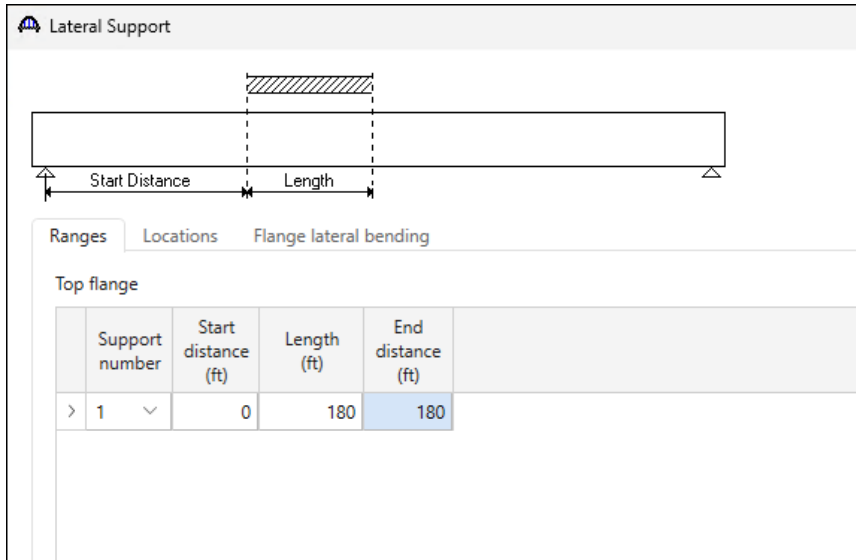 Lateral Support
Start Distance
Length
Ranges Locations Flange lateral bending
Top flange
Support number
Start distance (ft)
Length (ft)
End distance (ft)
1 0 180 180